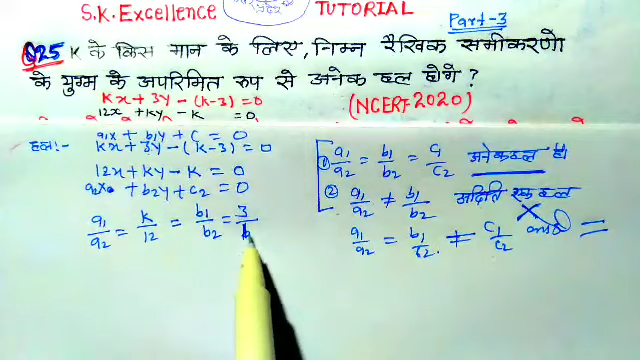 S.K. Excellence TUTORIAL
Part-3
Q25 K के किस मान के लिए, निम्न रैखिक समीकरणो
के युग्म के अपरिमित रुप से अनेक हल होगे ?
Kx + 3y - (k-3) = 0
(NCERT 2020)
12x + ky - k = 0,
हल:-
a1x + b1y + c = 0
kx + 3y - (k-3) = 0
12x + ky - k = 0
a2x + b2y + c2 = 0
a1/a2 = k/12 = b1/b2 = 3/k
① a1/a2 = b1/b2 = c1/c2 अनेक हल है।
② a1/a2 ≠ b1/b2 एक हल
a1/a2 = b1/b2 ≠ c1/c2